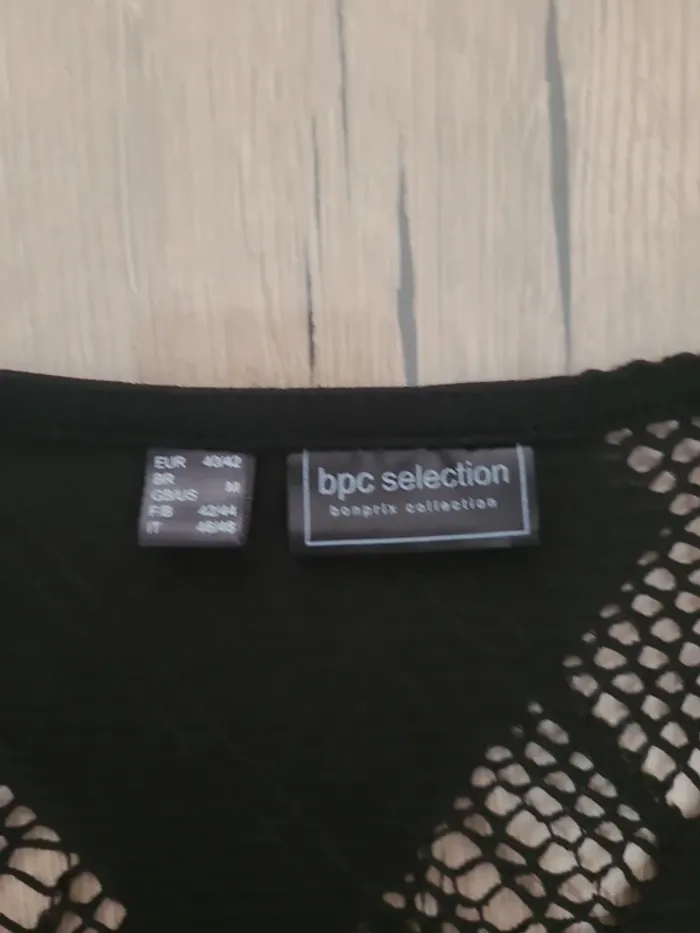 EUR 40/42
BR
GB/US M
F/B 42/44
IT 46/48
bpc selection
bonprix collection